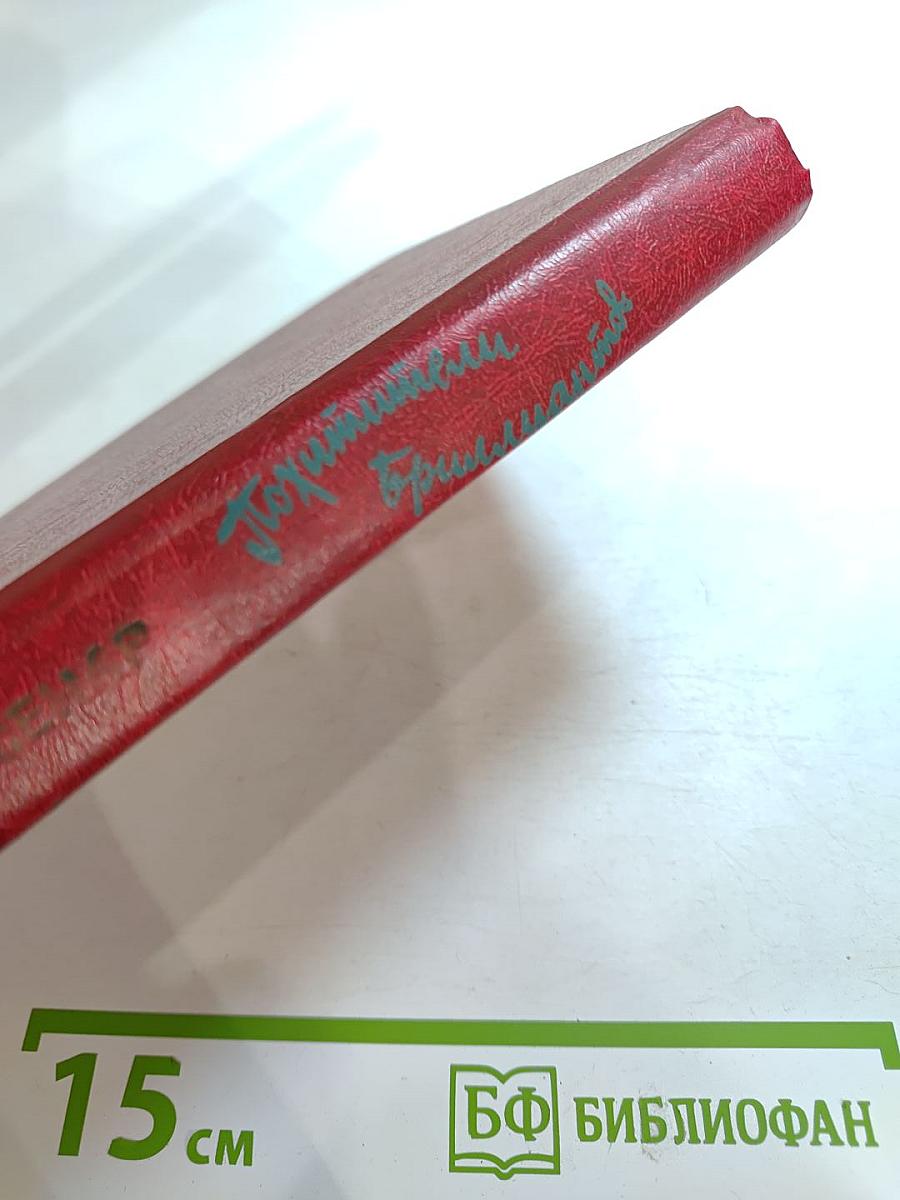 Похитители
бриллиантов
15 см
БФ БИБЛИОФАН